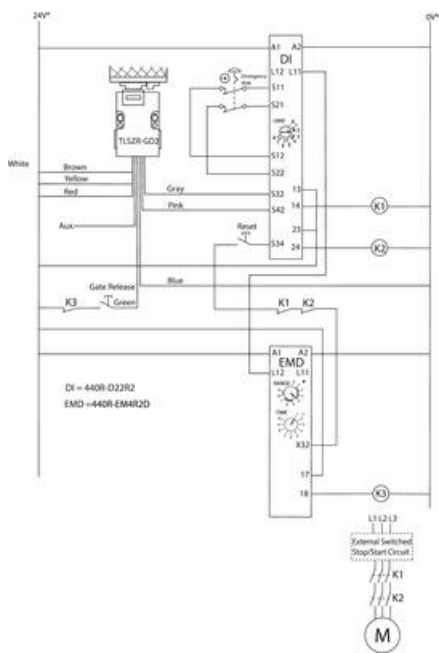 24V*
0V*
A1 A2
DI
L12 L11
Emergency
S11
S21
TLSZR-GD2
S12
S22
White
Brown
Yellow
Red
Gray
S32
13
Pink
S42
14
K1
Aux.
23
Reset
S34
24
K2
Blue
Gate Release
K3
Green
K1 K2
A1 A2
EMD
L12 L11
RANGE
TIME
DI = 440R-D22R2
EMD =440R-EM4R2D
X32
17
18
K3
L1 L2 L3
External Switched
Stop/Start Circuit
K1
K2
M